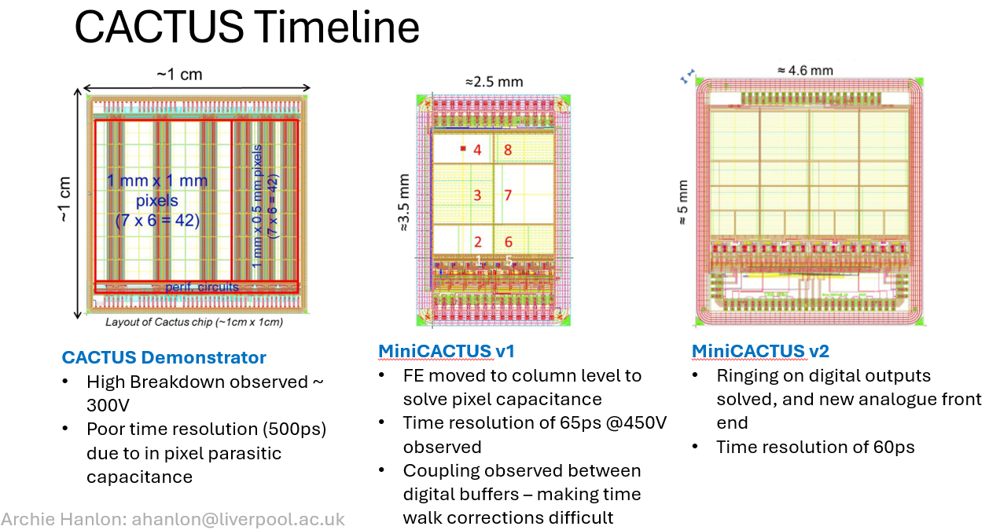 CACTUS Timeline
~1 cm
~1 cm
1 mm x 1 mm
pixels
(7 x 6 = 42)
1 mm x 0.5 mm pixels
(7 x 6 = 42)
perif. circuits
Layout of Cactus chip (~1cm x 1cm)
≈2.5 mm
≈3.5 mm
4 8
3 7
2 6
1 5
≈ 4.6 mm
≈ 5 mm
CACTUS Demonstrator
• High Breakdown observed ~
300V
• Poor time resolution (500ps)
due to in pixel parasitic
capacitance
MiniCACTUS v1
• FE moved to column level to
solve pixel capacitance
• Time resolution of 65ps @450V
observed
• Coupling observed between
digital buffers – making time
walk corrections difficult
MiniCACTUS v2
• Ringing on digital outputs
solved, and new analogue front
end
• Time resolution of 60ps
Archie Hanlon: ahanlon@liverpool.ac.uk